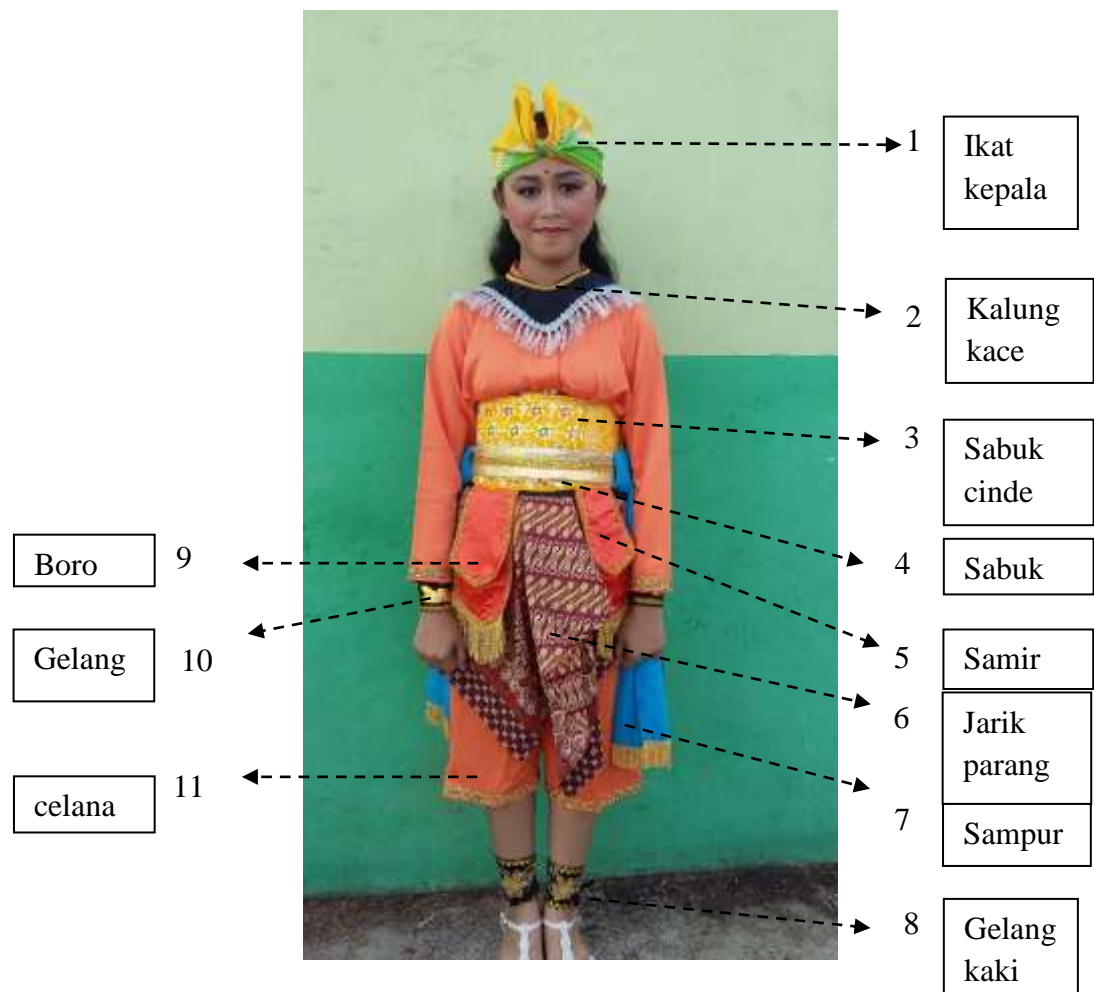 1 Ikat
kepala
2 Kalung
kace
3 Sabuk
cinde
4 Sabuk
5 Samir
6 Jarik
parang
7 Sampur
8 Gelang
kaki
Boro 9
Gelang 10
celana 11